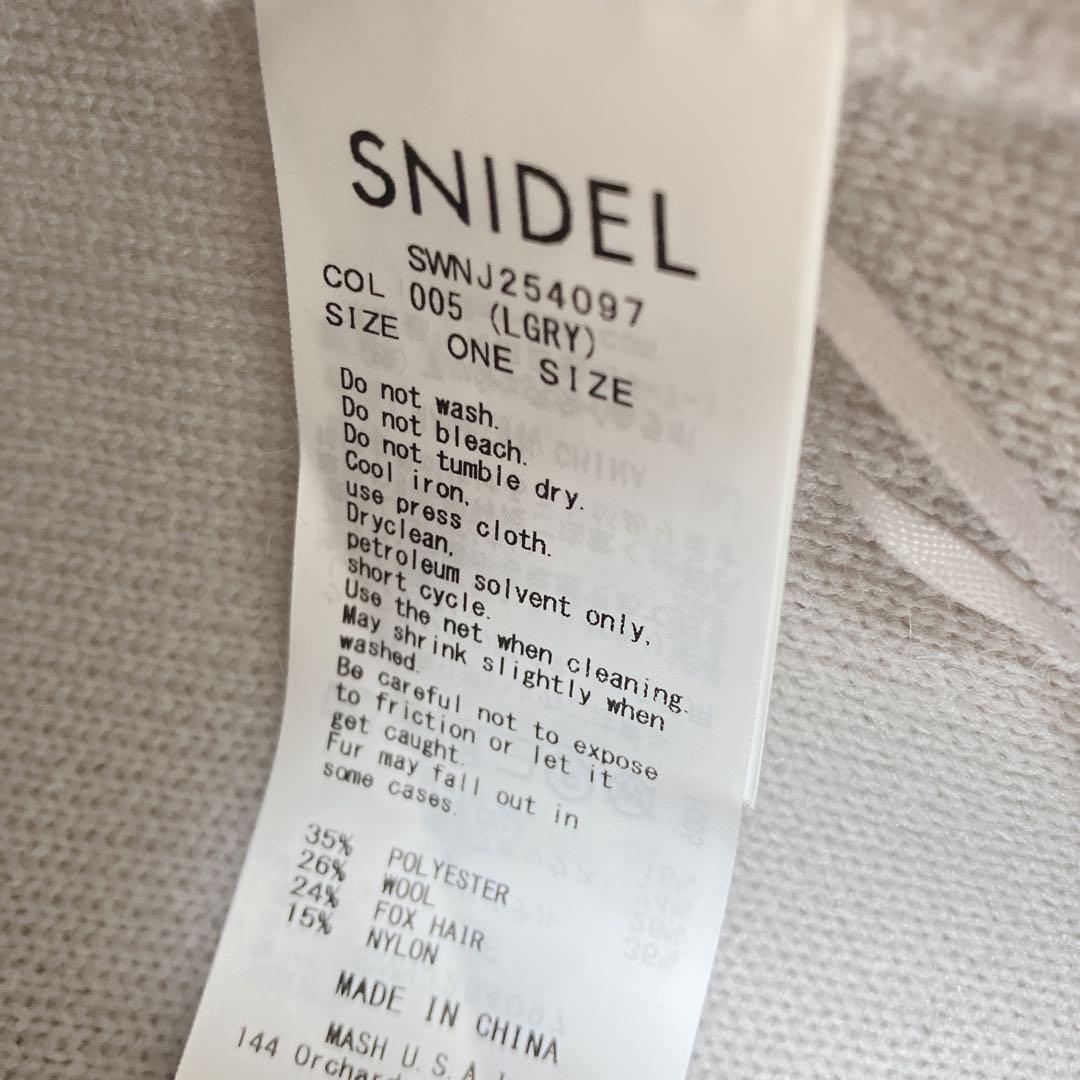 SNIDEL
SWNJ254097
COL 005 (LGRY)
SIZE ONE SIZE
Do not wash.
Do not bleach.
Do not tumble dry.
Cool iron,
use press cloth.
Dryclean,
petroleum solvent only,
short cycle.
Use the net when cleaning.
May shrink slightly when
washed.
Be careful not to expose
to friction or let it
get caught.
Fur may fall out in
some cases.
35% POLYESTER
26% WOOL
24% FOX HAIR
15% NYLON
MADE IN CHINA
MASH U.S.A
144